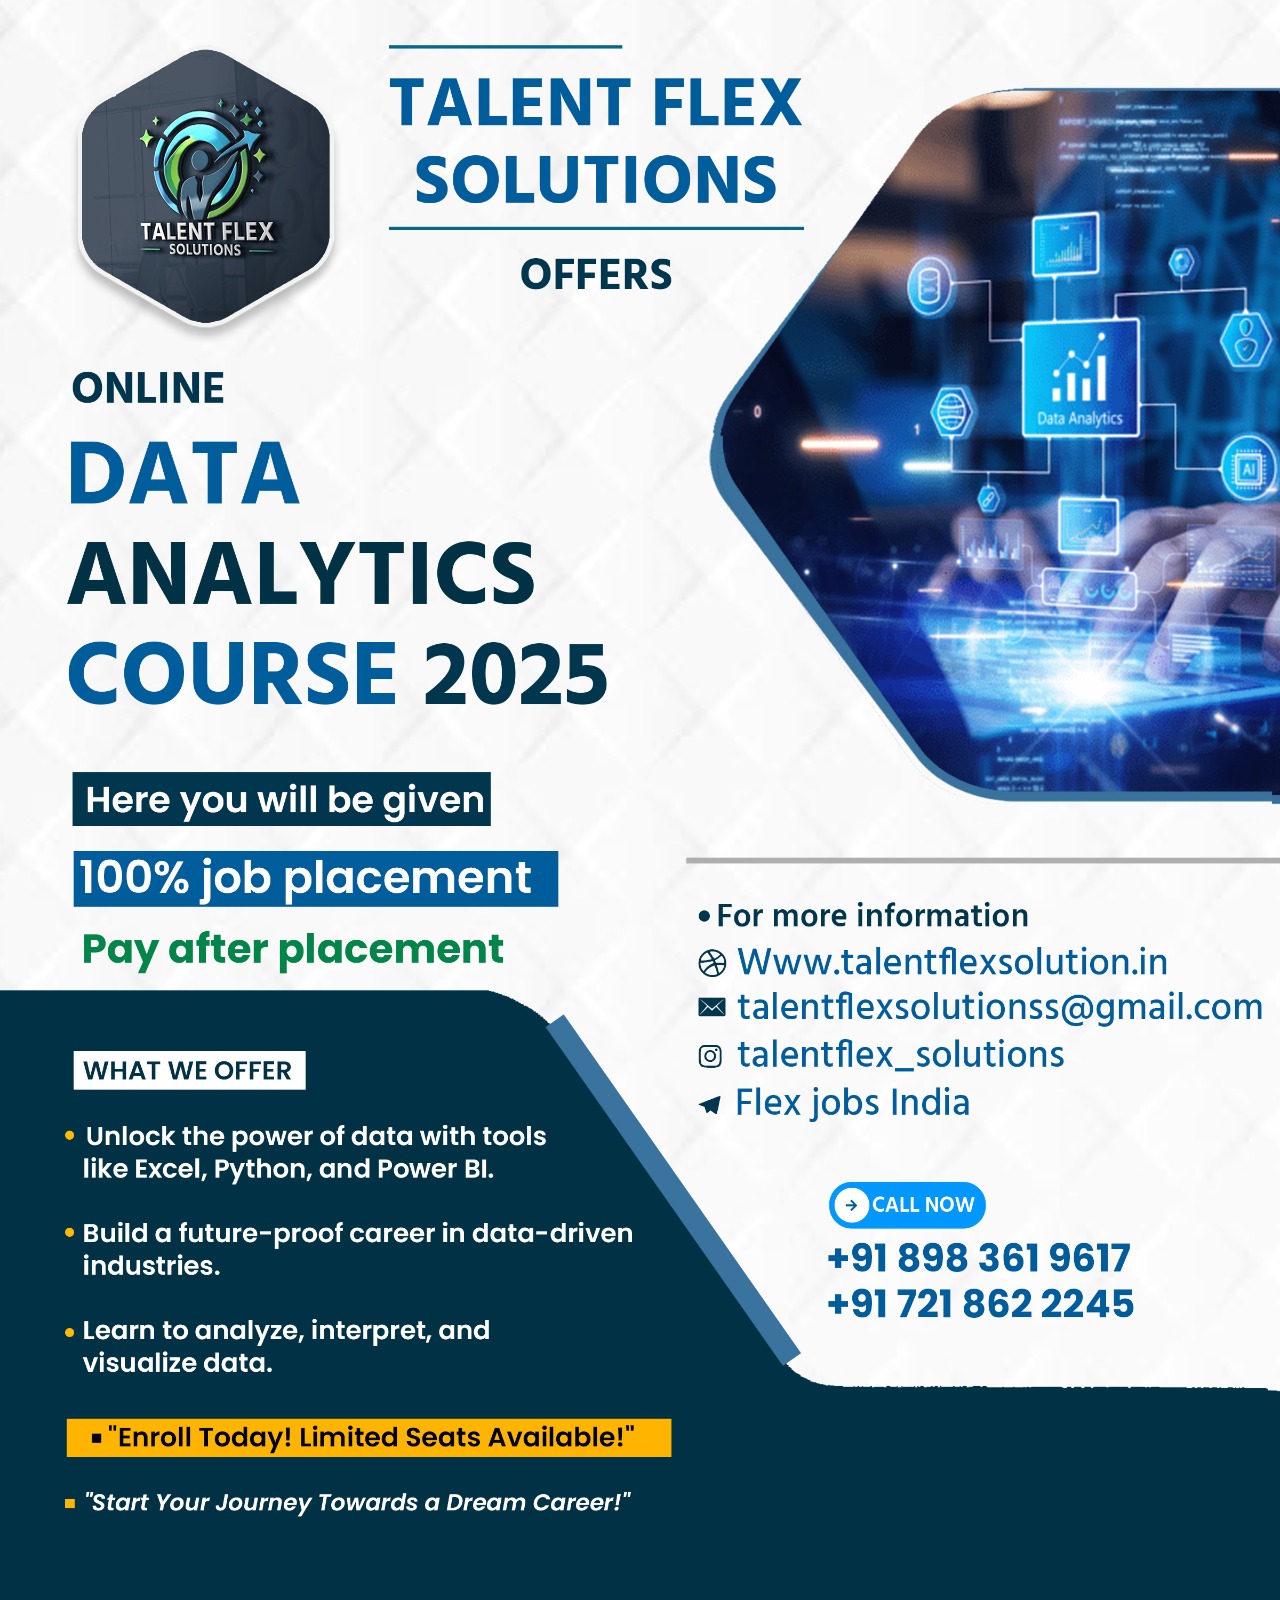 TALENT FLEX
SOLUTIONS
TALENT FLEX
SOLUTIONS
OFFERS
ONLINE
DATA
ANALYTICS
COURSE 2025
0
1
Data Analytics
AI
Here you will be given
100% job placement
Pay after placement
• For more information
Www.talentflexsolution.in
talentflexsolutionss@gmail.com
talentflex_solutions
Flex jobs India
CALL NOW
+91 898 361 9617
+91 721 862 2245
WHAT WE OFFER
• Unlock the power of data with tools
like Excel, Python, and Power BI.
• Build a future-proof career in data-driven
industries.
• Learn to analyze, interpret, and
visualize data.
▪ "Enroll Today! Limited Seats Available!"
▪ "Start Your Journey Towards a Dream Career!"